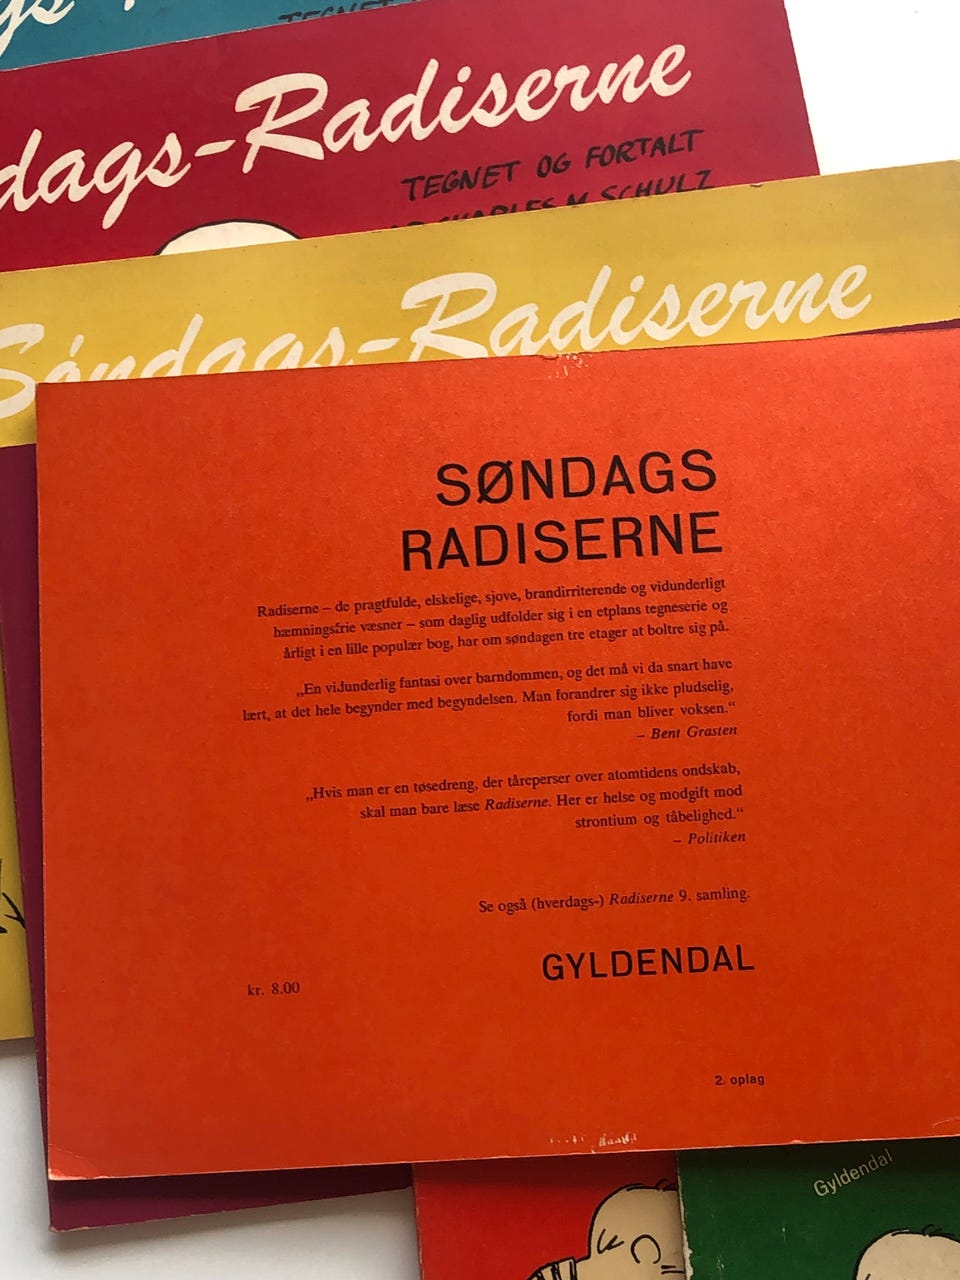 TEGNET
dags-Radiserne
TEGNET OG FORTALT
CHARLES M SCHULZ
Søndags-Radiserne
SØNDAGS
RADISERNE
Radiserne – de pragtfulde, elskelige, sjove, brandirriterende og vidunderligt
hæmningsfrie væsner – som daglig udfolder sig i en etplans tegneserie og
årligt i en lille populær bog, har om søndagen tre etager at boltre sig på.
„En vidunderlig fantasi over barndommen, og det må vi da snart have
lært, at det hele begynder med begyndelsen. Man forandrer sig ikke pludselig,
fordi man bliver voksen.“
– Bent Grasten
„Hvis man er en tøsedreng, der tåreperser over atomtidens ondskab,
skal man bare læse Radiserne. Her er helse og modgift mod
strontium og tåbelighed.“
– Politiken
Se også (hverdags-) Radiserne 9. samling.
GYLDENDAL
kr. 8.00
2. oplag
Gyldendal